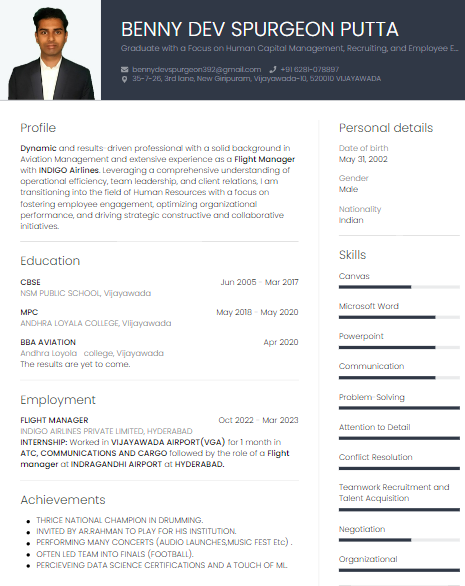 BENNY DEV SPURGEON PUTTA
Graduate with a Focus on Human Capital Management, Recruiting, and Employee E...
bennydevspurgeon392@gmail.com +91 6281-078897
35-7-26, 3rd lane, New Giripuram, Vijayawada-10, 520010 VIJAYAWADA
Profile
Dynamic and results-driven professional with a solid background in
Aviation Management and extensive experience as a Flight Manager
with INDIGO Airlines. Leveraging a comprehensive understanding of
operational efficiency, team leadership, and client relations, I am
transitioning into the field of Human Resources with a focus on
fostering employee engagement, optimizing organizational
performance, and driving strategic constructive and collaborative
initiatives.
Education
CBSE Jun 2005 - Mar 2017
NSM PUBLIC SCHOOL, Vijayawada
MPC May 2018 - May 2020
ANDHRA LOYALA COLLEGE, Viijayawada
BBA AVIATION Apr 2020
Andhra Loyola college, Viijayawada
The results are yet to come.
Employment
FLIGHT MANAGER Oct 2022 - Mar 2023
INDIGO AIRLINES PRIVATE LIMITED, HYDERABAD
INTERNSHIP: Worked in VIJAYAWADA AIRPORT(VGA) for 1 month in
ATC, COMMUNICATIONS AND CARGO followed by the role of a Flight
manager at INDRAGANDHI AIRPORT at HYDERABAD.
Achievements
THRICE NATIONAL CHAMPION IN DRUMMING.
INVITED BY AR.RAHMAN TO PLAY FOR HIS INSTITUTION.
PERFORMING MANY CONCERTS (AUDIO LAUNCHES,MUSIC FEST Etc) .
OFTEN LED TEAM INTO FINALS (FOOTBALL).
PERCIEVEING DATA SCIENCE CERTIFICATIONS AND A TOUCH OF ML.
Personal details
Date of birth
May 31, 2002
Gender
Male
Nationality
Indian
Skills
Canvas
Microsoft Word
Powerpoint
Communication
Problem-Solving
Attention to Detail
Conflict Resolution
Teamwork Recruitment and
Talent Acquisition
Negotiation
Organizational